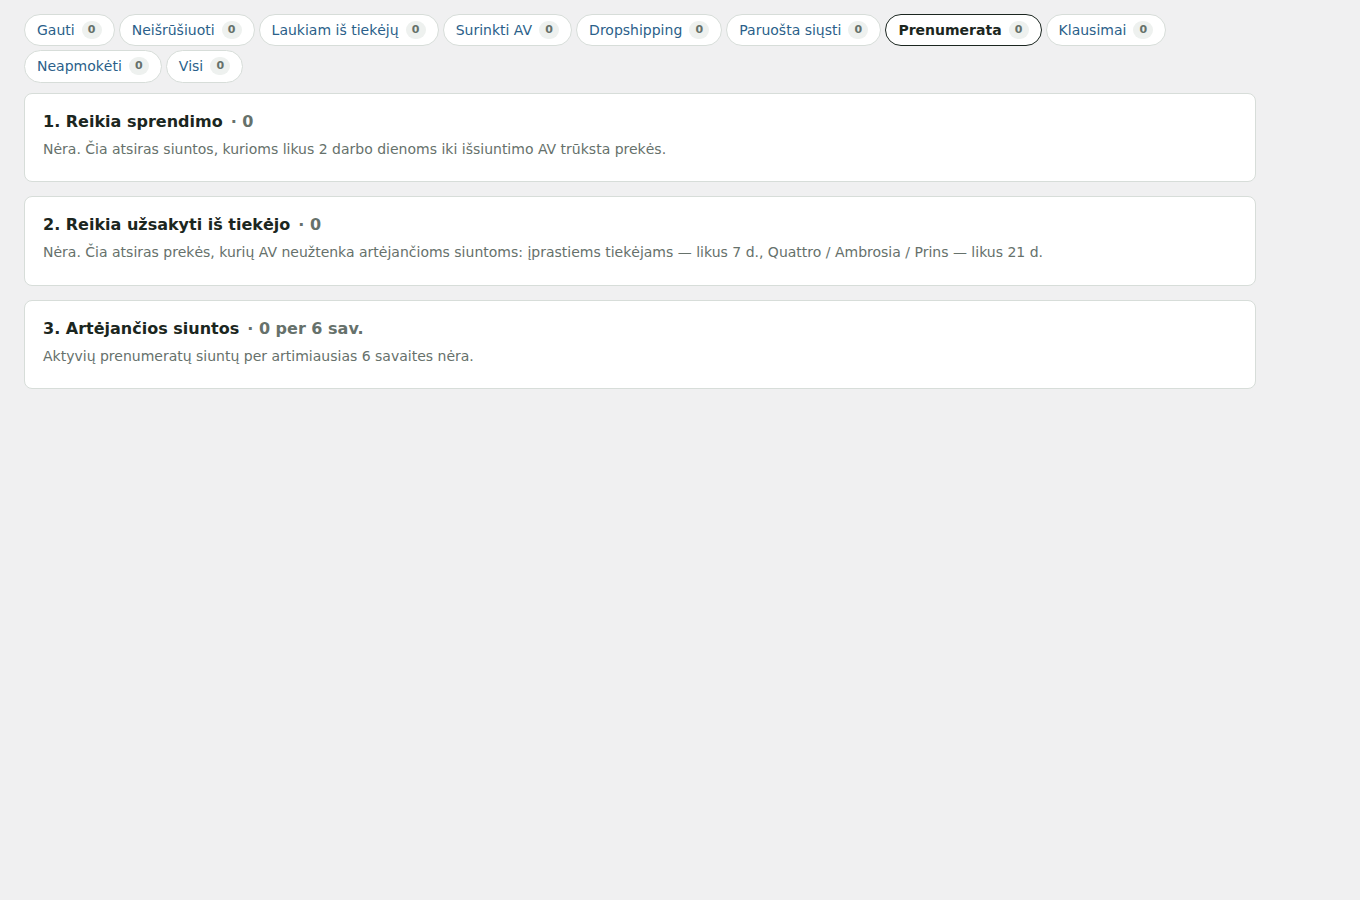 Gauti 0 Neišrūšiuoti 0 Laukiam iš tiekėjų 0 Surinkti AV 0 Dropshipping 0 Paruošta siųsti 0 Prenumerata 0 Klausimai 0
Neapmokėti 0 Visi 0
1. Reikia sprendimo · 0
Nėra. Čia atsiras siuntos, kurioms likus 2 darbo dienoms iki išsiuntimo AV trūksta prekės.
2. Reikia užsakyti iš tiekėjo · 0
Nėra. Čia atsiras prekės, kurių AV neužtenka artėjančioms siuntoms: įprastiems tiekėjams — likus 7 d., Quattro / Ambrosia / Prins — likus 21 d.
3. Artėjančios siuntos · 0 per 6 sav.
Aktyvių prenumeratų siuntų per artimiausias 6 savaites nėra.